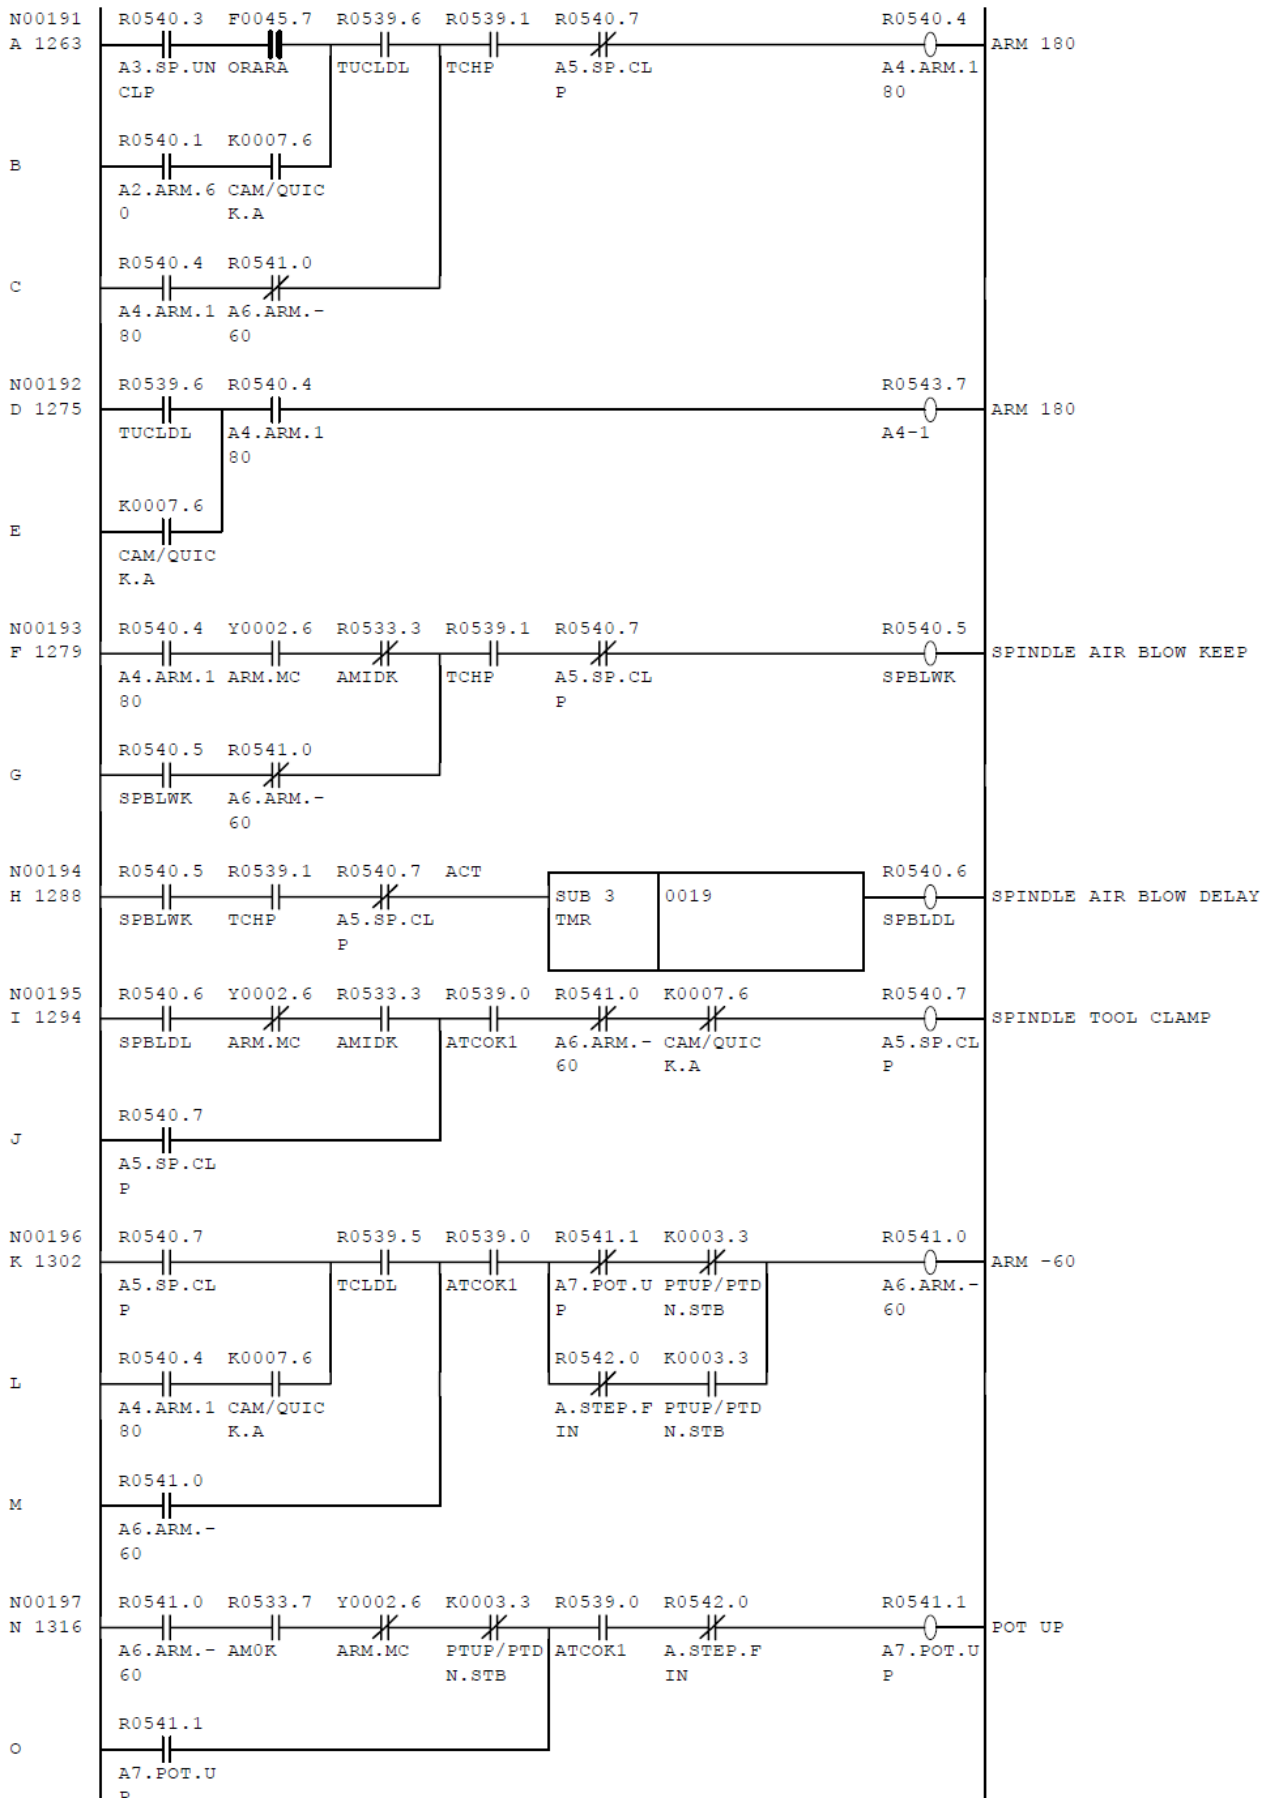 N00191 R0540.3 F0045.7 R0539.6 R0539.1 R0540.7 R0540.4
A 1263 ARM 180
A3.SP.UN ORARA TUCLDL TCHP A5.SP.CL A4.ARM.1
CLP P 80
R0540.1 K0007.6
B
A2.ARM.6 CAM/QUIC
0 K.A
R0540.4 R0541.0
C
A4.ARM.1 A6.ARM.-
80 60
N00192 R0539.6 R0540.4 R0543.7
D 1275 ARM 180
TUCLDL A4.ARM.1 A4-1
80
K0007.6
E
CAM/QUIC
K.A
N00193 R0540.4 Y0002.6 R0533.3 R0539.1 R0540.7 R0540.5
F 1279 SPINDLE AIR BLOW KEEP
A4.ARM.1 ARM.MC AMIDK TCHP A5.SP.CL SPBLWK
80 P
R0540.5 R0541.0
G
SPBLWK A6.ARM.-
60
N00194 R0540.5 R0539.1 R0540.7 ACT R0540.6
H 1288 SUB 3 0019 SPINDLE AIR BLOW DELAY
SPBLWK TCHP A5.SP.CL TMR SPBLDL
P
N00195 R0540.6 Y0002.6 R0533.3 R0539.0 R0541.0 K0007.6 R0540.7
I 1294 SPINDLE TOOL CLAMP
SPBLDL ARM.MC AMIDK ATCOK1 A6.ARM.- CAM/QUIC A5.SP.CL
60 K.A P
R0540.7
J
A5.SP.CL
P
N00196 R0540.7 R0539.5 R0539.0 R0541.1 K0003.3 R0541.0
K 1302 ARM -60
A5.SP.CL TCLDL ATCOK1 A7.POT.U PTUP/PTD A6.ARM.-
P P N.STB 60
R0540.4 K0007.6 R0542.0 K0003.3
L
A4.ARM.1 CAM/QUIC A.STEP.F PTUP/PTD
80 K.A IN N.STB
R0541.0
M
A6.ARM.-
60
N00197 R0541.0 R0533.7 Y0002.6 K0003.3 R0539.0 R0542.0 R0541.1
N 1316 POT UP
A6.ARM.- AM0K ARM.MC PTUP/PTD ATCOK1 A.STEP.F A7.POT.U
60 N.STB IN P
R0541.1
O
A7.POT.U
P